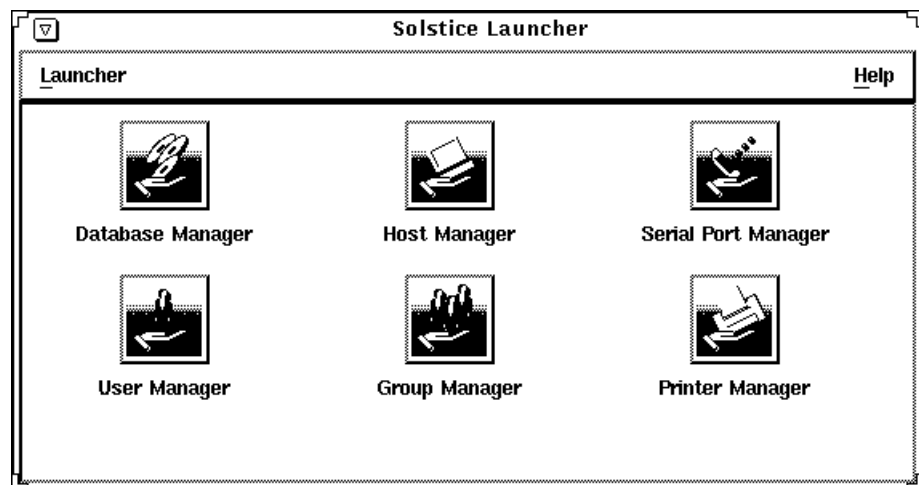 Solstice Launcher
Launcher Help
Database Manager Host Manager Serial Port Manager
User Manager Group Manager Printer Manager